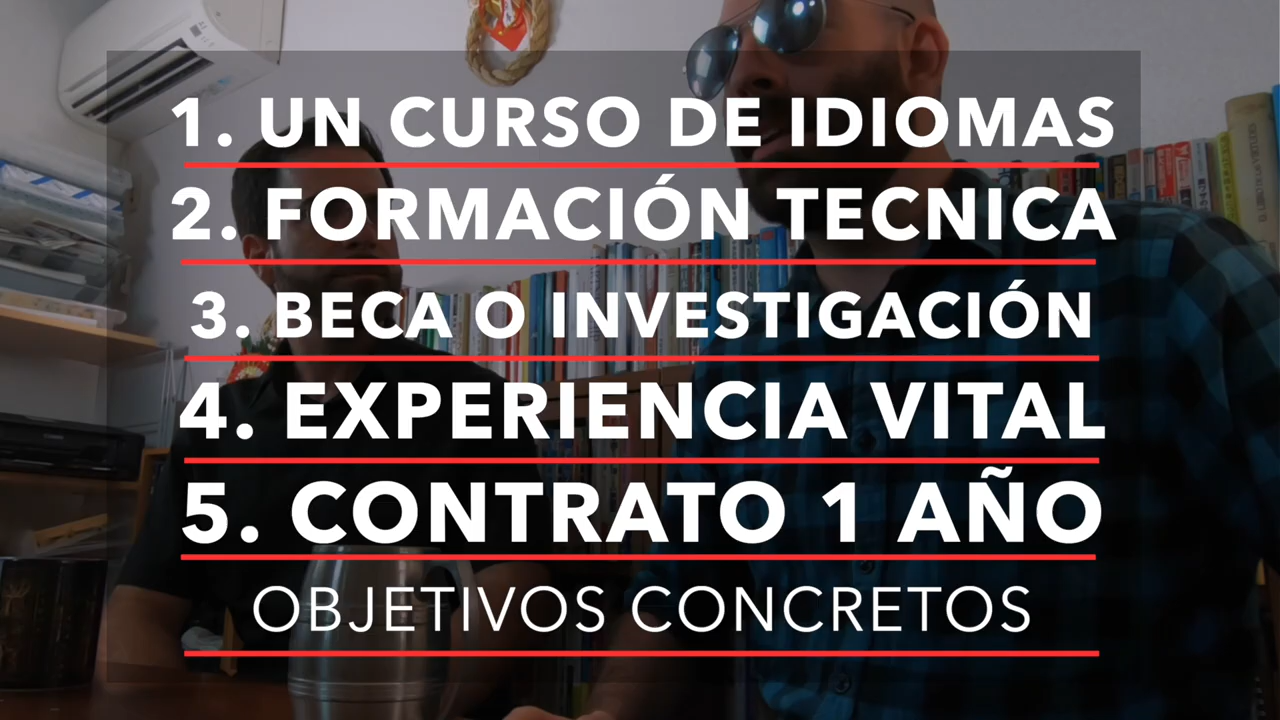 1. UN CURSO DE IDIOMAS
2. FORMACIÓN TECNICA
3. BECA O INVESTIGACIÓN
4. EXPERIENCIA VITAL
5. CONTRATO 1 AÑO
OBJETIVOS CONCRETOS